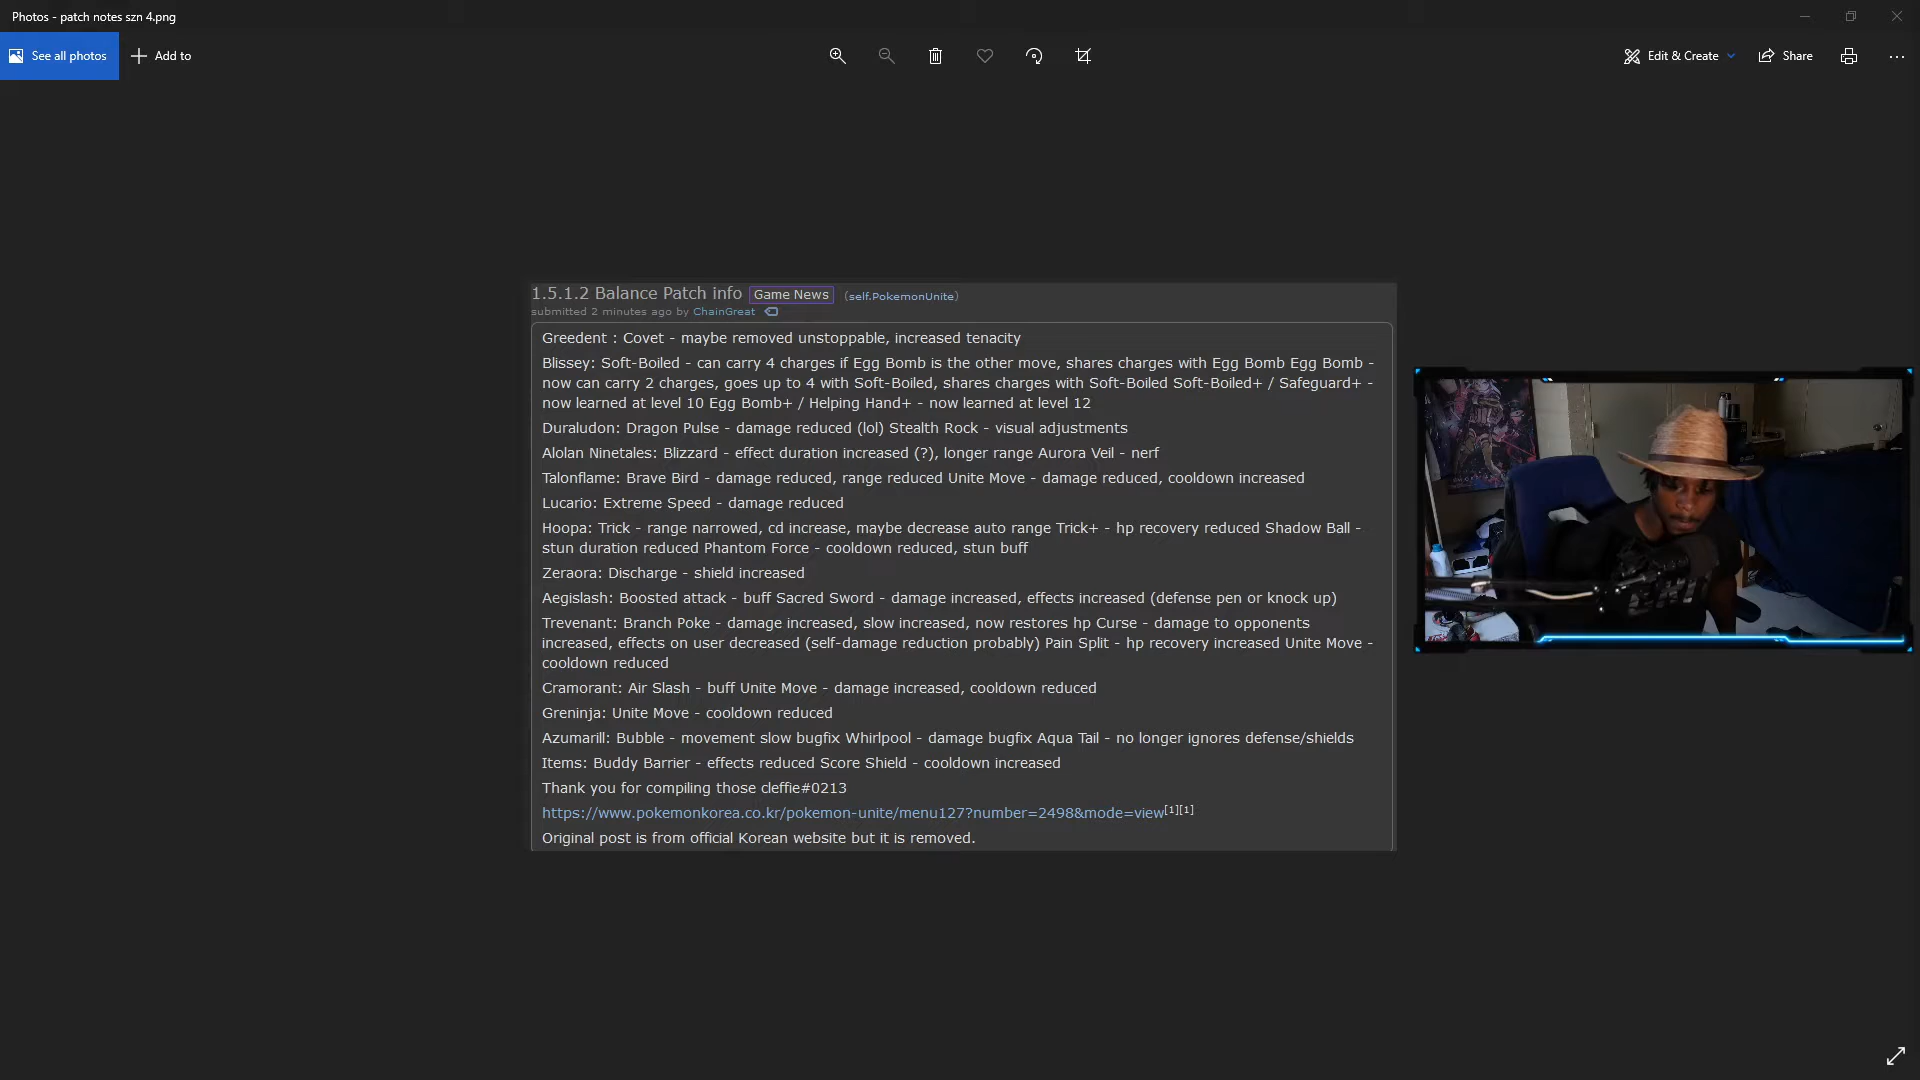 Photos - patch notes szn 4.png
See all photos
Add to
Edit & Create
Share
1.5.1.2 Balance Patch info Game News (self.PokemonUnite)
submitted 2 minutes ago by ChainGreat
Greedent : Covet - maybe removed unstoppable, increased tenacity
Blissey: Soft-Boiled - can carry 4 charges if Egg Bomb is the other move, shares charges with Egg Bomb Egg Bomb -
now can carry 2 charges, goes up to 4 with Soft-Boiled, shares charges with Soft-Boiled Soft-Boiled+ / Safeguard+ -
now learned at level 10 Egg Bomb+ / Helping Hand+ - now learned at level 12
Duraludon: Dragon Pulse - damage reduced (lol) Stealth Rock - visual adjustments
Alolan Ninetales: Blizzard - effect duration increased (?), longer range Aurora Veil - nerf
Talonflame: Brave Bird - damage reduced, range reduced Unite Move - damage reduced, cooldown increased
Lucario: Extreme Speed - damage reduced
Hoopa: Trick - range narrowed, cd increase, maybe decrease auto range Trick+ - hp recovery reduced Shadow Ball -
stun duration reduced Phantom Force - cooldown reduced, stun buff
Zeraora: Discharge - shield increased
Aegislash: Boosted attack - buff Sacred Sword - damage increased, effects increased (defense pen or knock up)
Trevenant: Branch Poke - damage increased, slow increased, now restores hp Curse - damage to opponents
increased, effects on user decreased (self-damage reduction probably) Pain Split - hp recovery increased Unite Move -
cooldown reduced
Cramorant: Air Slash - buff Unite Move - damage increased, cooldown reduced
Greninja: Unite Move - cooldown reduced
Azumarill: Bubble - movement slow bugfix Whirlpool - damage bugfix Aqua Tail - no longer ignores defense/shields
Items: Buddy Barrier - effects reduced Score Shield - cooldown increased
Thank you for compiling those cleffie#0213
https://www.pokemonkorea.co.kr/pokemon-unite/menu127?number=2498&mode=view[1][1]
Original post is from official Korean website but it is removed.